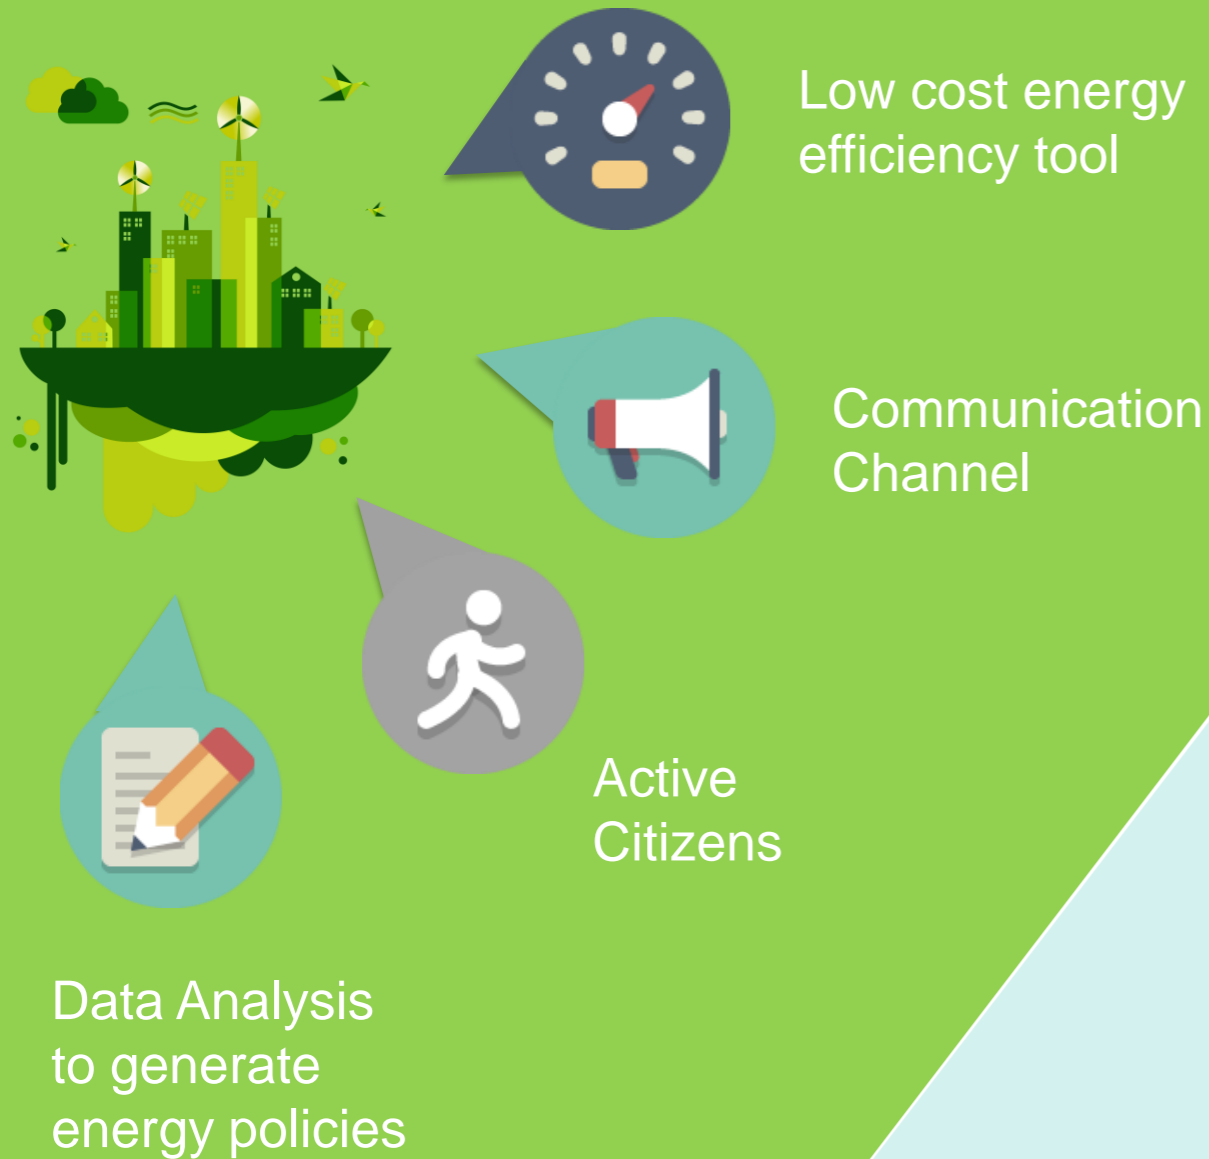 Low cost energy
efficiency tool
Communication
Channel
Active
Citizens
Data Analysis
to generate
energy policies